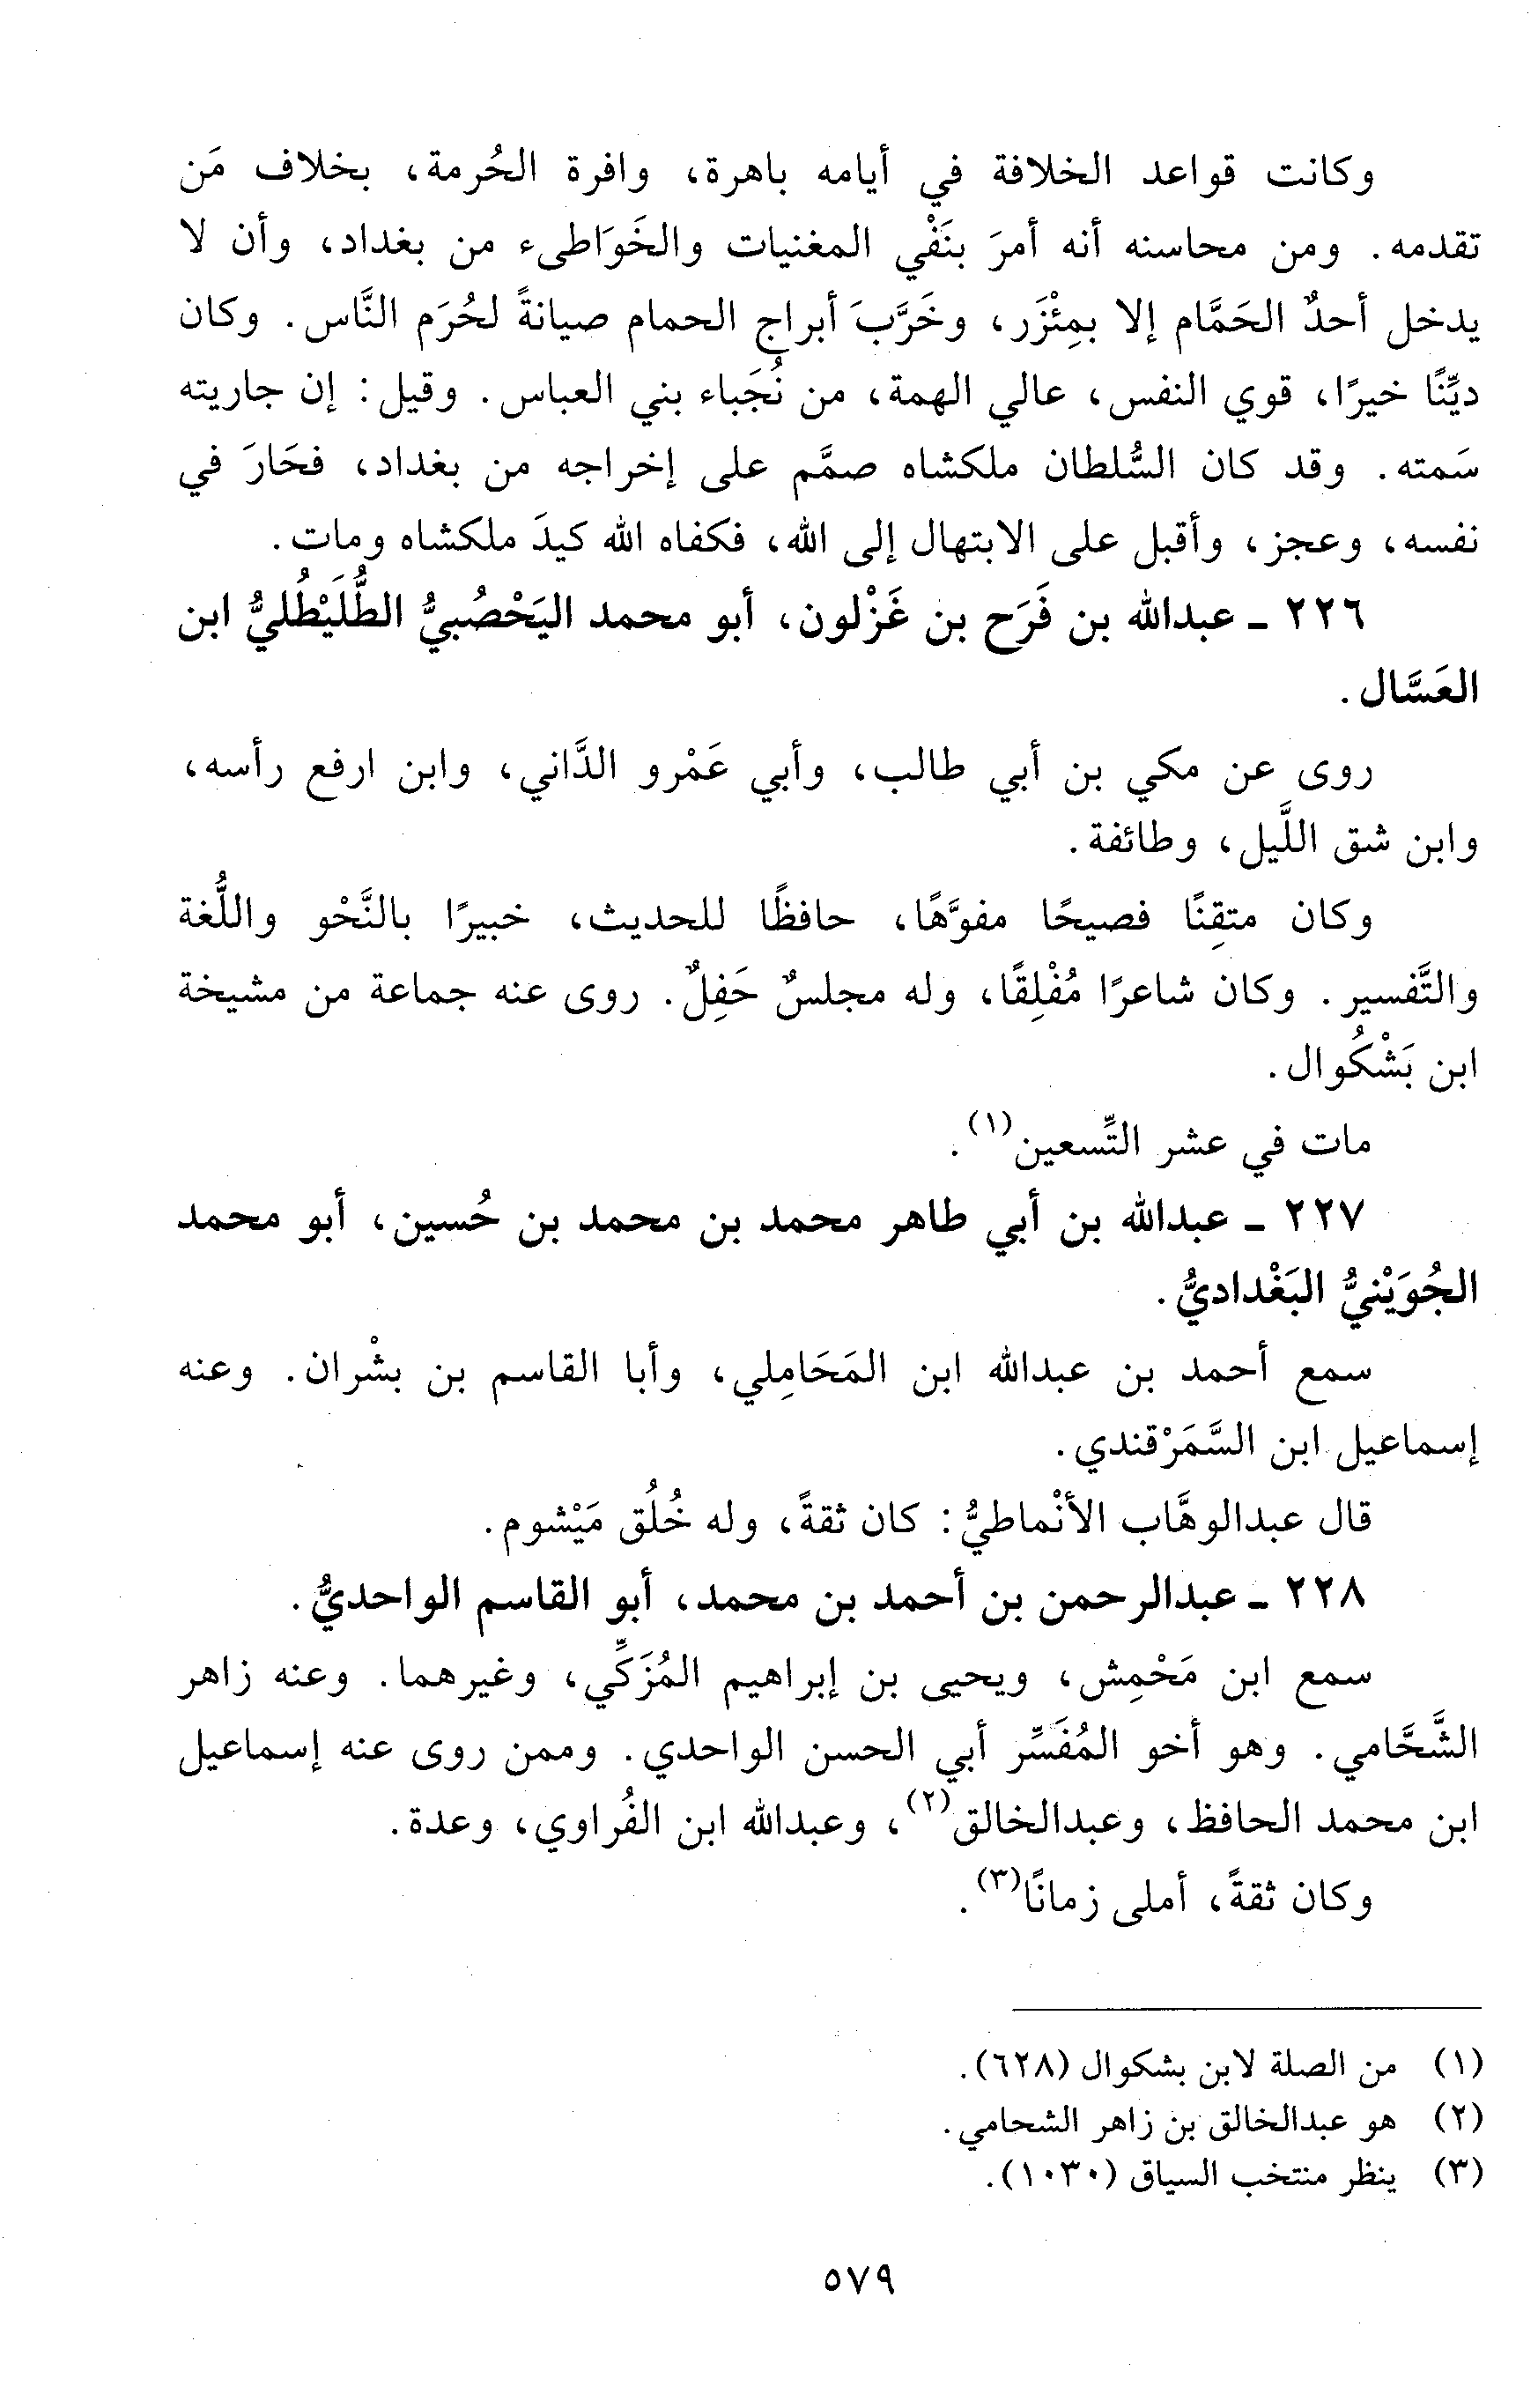 وكانت قواعد الخلافة في أيامه باهرة، وافرة الحُرمة، بخلاف مَن
تقدمه. ومن محاسنه أنه أمرَ بنَفْي المغنيات والخَوَاطىء من بغداد، وأن لا
يدخل أحدٌ الحَمَّام إلا بمِئْزَر، وخَرَّبَ أبراج الحمام صيانةً لحُرَم النَّاس. وكان
ديِّنًا خيرًا، قوي النفس، عالي الهمة، من نُجَباء بني العباس. وقيل: إن جاريته
سَمته. وقد كان السُّلطان ملكشاه صمَّم على إخراجه من بغداد، فحَارَ في
نفسه، وعجز، وأقبل على الابتهال إلى الله، فكفاه الله كيدَ ملكشاه ومات.
٢٢٦ ـ عبدالله بن فَرَح بن غَزْلون، أبو محمد اليَحْصُبيُّ الطُّلَيْطُليُّ ابن
العَسَّال.
روى عن مكي بن أبي طالب، وأبي عَمْرو الدَّاني، وابن ارفع رأسه،
وابن شق اللَّيل، وطائفة.
وكان متقِنًا فصيحًا مفوَّهًا، حافظًا للحديث، خبيرًا بالنَّحْو واللُّغة
والتَّفسير. وكان شاعرًا مُفْلِقًا، وله مجلسٌ حَفِلٌ. روى عنه جماعة من مشيخة
ابن بَشْكُوال.
مات في عشر التِّسعين(١).
٢٢٧ ـ عبدالله بن أبي طاهر محمد بن محمد بن حُسين، أبو محمد
الجُوَيْنيُّ البَغْداديُّ.
سمع أحمد بن عبدالله ابن المَحَامِلي، وأبا القاسم بن بشْران. وعنه
إسماعيل ابن السَّمَرْقندي.
قال عبدالوهَّاب الأنْماطيُّ: كان ثقةً، وله خُلُق مَيْشوم.
٢٢٨ ـ عبدالرحمن بن أحمد بن محمد، أبو القاسم الواحديُّ.
سمع ابن مَحْمِش، ويحيى بن إبراهيم المُزَكِّي، وغيرهما. وعنه زاهر
الشَّحَّامي. وهو أخو المُفَسِّر أبي الحسن الواحدي. وممن روى عنه إسماعيل
ابن محمد الحافظ، وعبدالخالق(٢)، وعبدالله ابن الفُراوي، وعدة.
وكان ثقةً، أملى زمانًا(٣).
(١) من الصلة لابن بشكوال (٦٢٨).
(٢) هو عبدالخالق بن زاهر الشحامي.
(٣) ينظر منتخب السياق (١٠٣٠).
٥٧٩